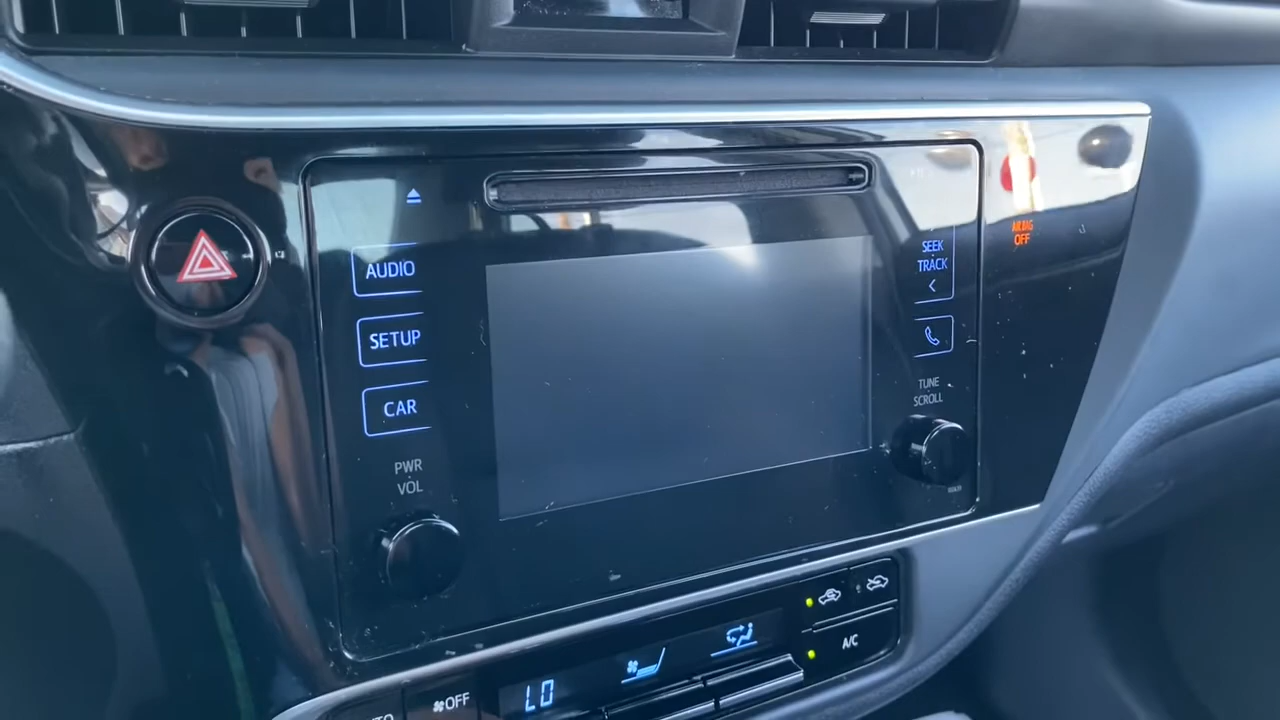 AUDIO
SETUP
CAR
PWR
VOL
SEEK
TRACK
TUNE
SCROLL
AIRBAG
OFF
A/C
OFF
LO